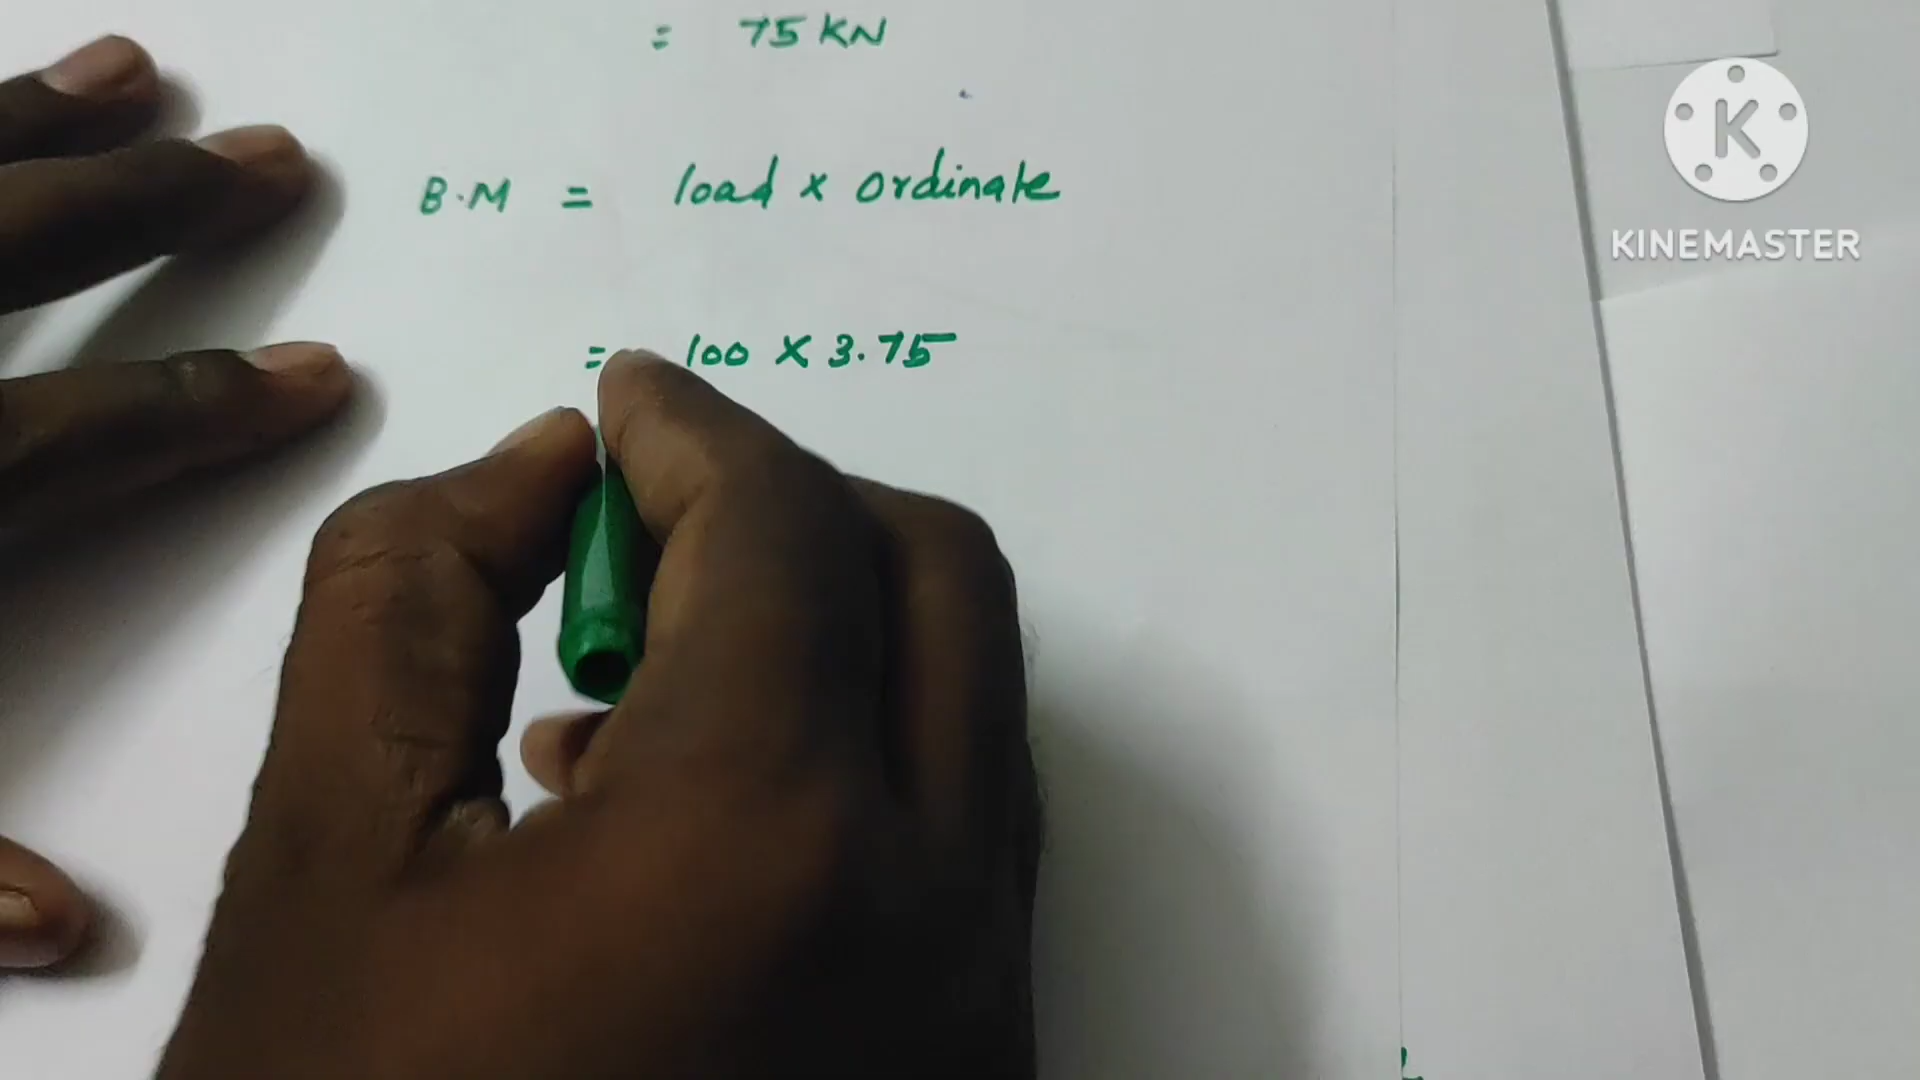 = 75 KN
B.M = load x ordinate
= 100 X 3.75
K
KINEMASTER